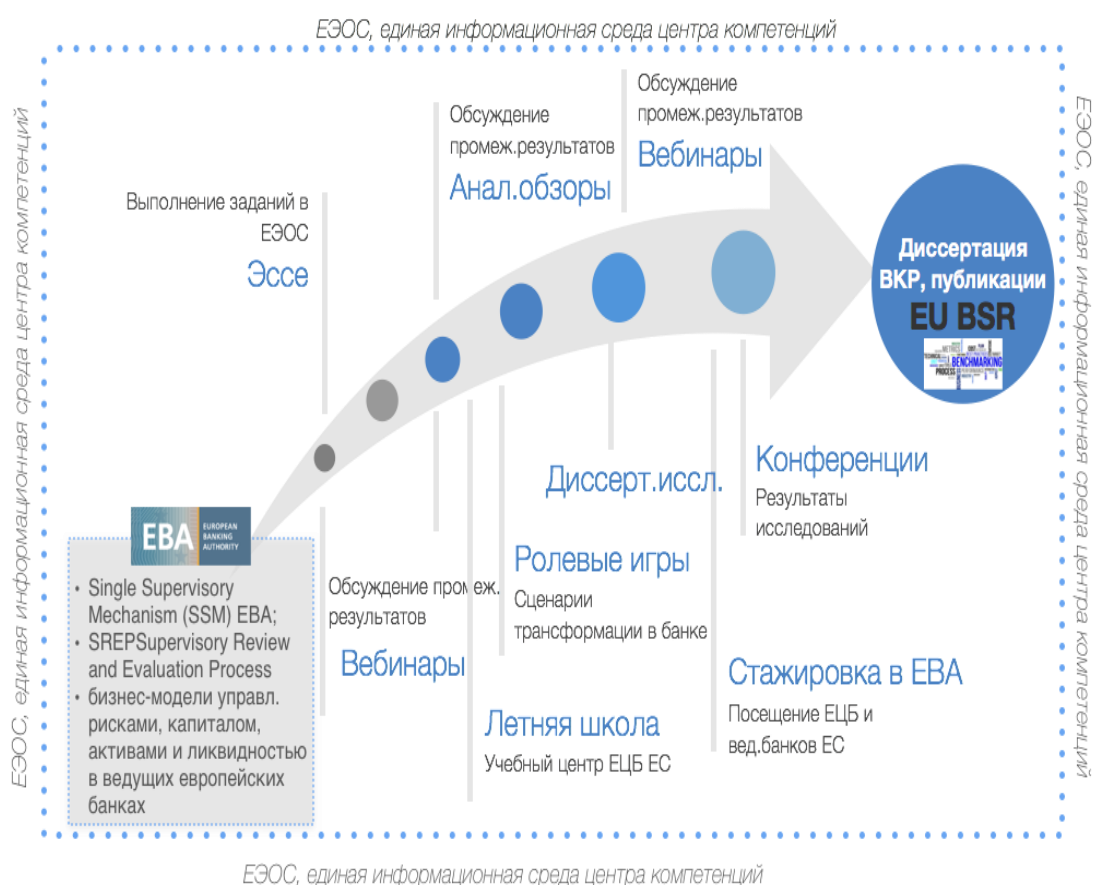 ЕЭОС, единая информационная среда центра компетенций
ЕЭОС, единая информационная среда центра компетенций
Выполнение заданий в
ЕЭОС
Эссе
Обсуждение
промеж.результатов
Анал.обзоры
Обсуждение
промеж.результатов
Вебинары
Диссертация
ВКР, публикации
EU BSR
METRICS
BENCHMARKING
PROCESS
EBA
EUROPEAN
BANKING
AUTHORITY
• Single Supervisory
Mechanism (SSM) EBA;
• SREPSupervisory Review
and Evaluation Process
• бизнес-модели управл.
рисками, капиталом,
активами и ликвидностью
в ведущих европейских
банках
Обсуждение промеж.
результатов
Вебинары
Летняя школа
Учебный центр ЕЦБ ЕС
Ролевые игры
Сценарии
трансформации в банке
Диссерт.иссл.
Конференции
Результаты
исследований
Стажировка в ЕВА
Посещение ЕЦБ и
вед.банков ЕС
ЕЭОС, единая информационная среда центра компетенций
ЕЭОС, единая информационная среда центра компетенций